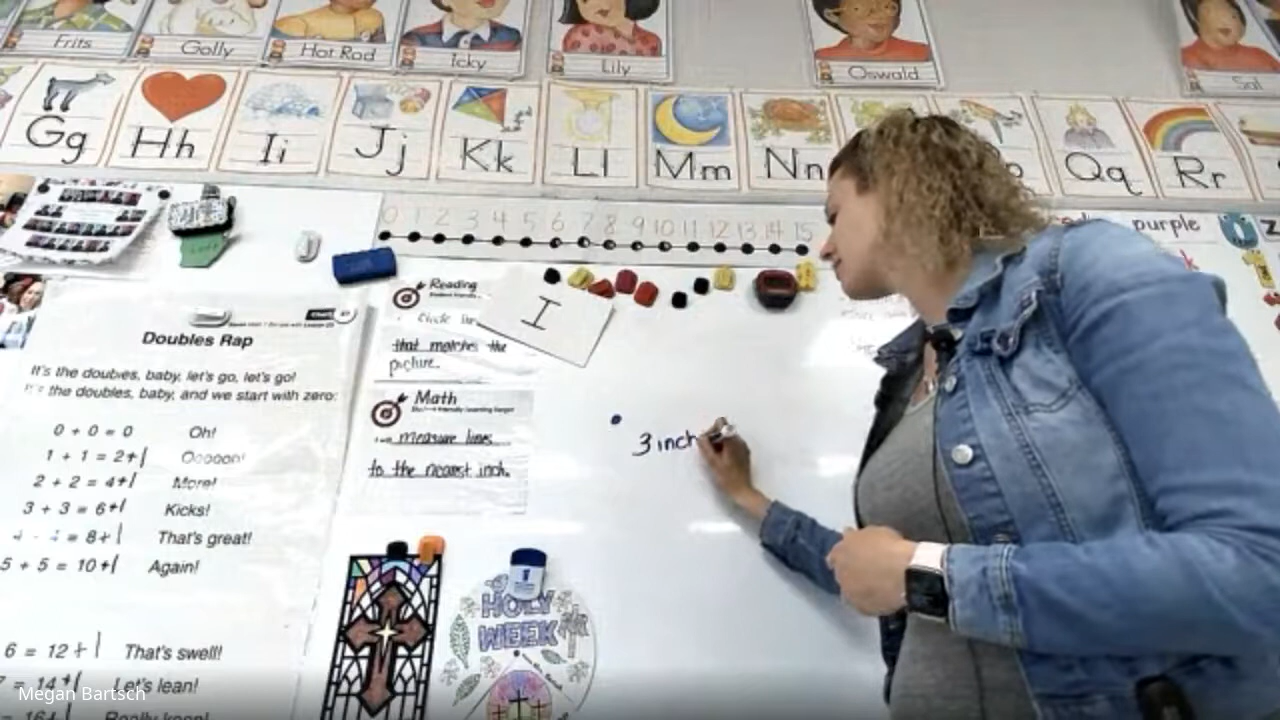 Frits Golly Hot Rod Icky Lily Oswald Sal
Gg Hh Ii Jj Kk Ll Mm Nn Qq Rr
0 1 2 3 4 5 6 7 8 9 10 11 12 13 14 15
purple
Reading
I
circle
that matches the
picture.
Math
measure lines
to the nearest inch.
3 inch
Doubles Rap
It's the doubles, baby, let's go, let's go!
the doubles, baby, and we start with zero:
0 + 0 = 0 Oh!
1 + 1 = 2+1 Ooooon!
2 + 2 = 4+1 More!
3 + 3 = 6+1 Kicks!
= 8+1 That's great!
5 + 5 = 10+1 Again!
6 = 12+1 That's swell!
= 14+1 Let's lean!
HOLY
WEEK
Megan Bartsch